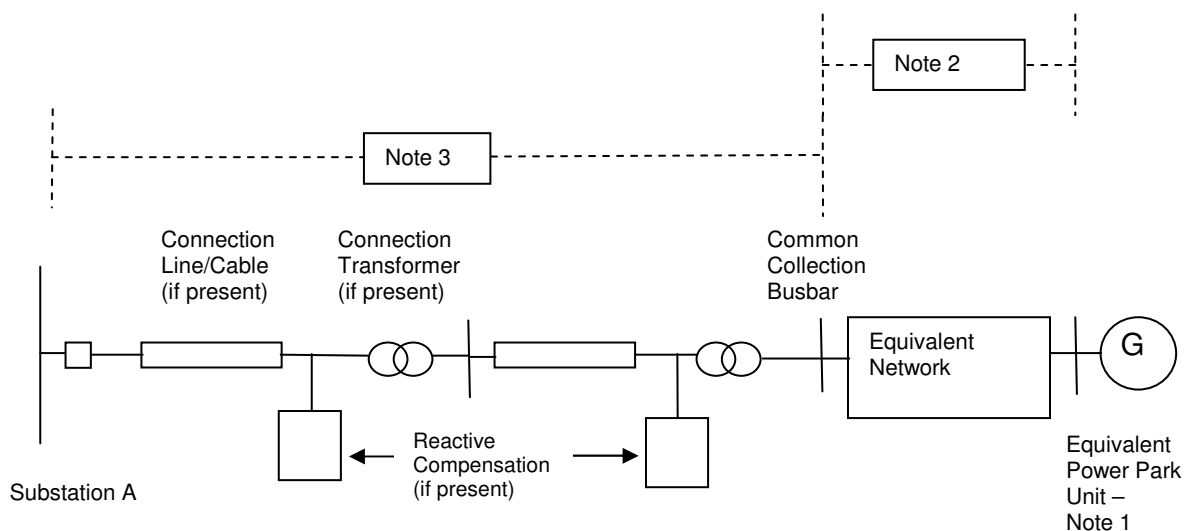 Note 2
Note 3
Connection
Line/Cable
(if present)
Connection
Transformer
(if present)
Common
Collection
Busbar
Equivalent
Network
G
Reactive
Compensation
(if present)
Substation A
Equivalent
Power Park
Unit –
Note 1